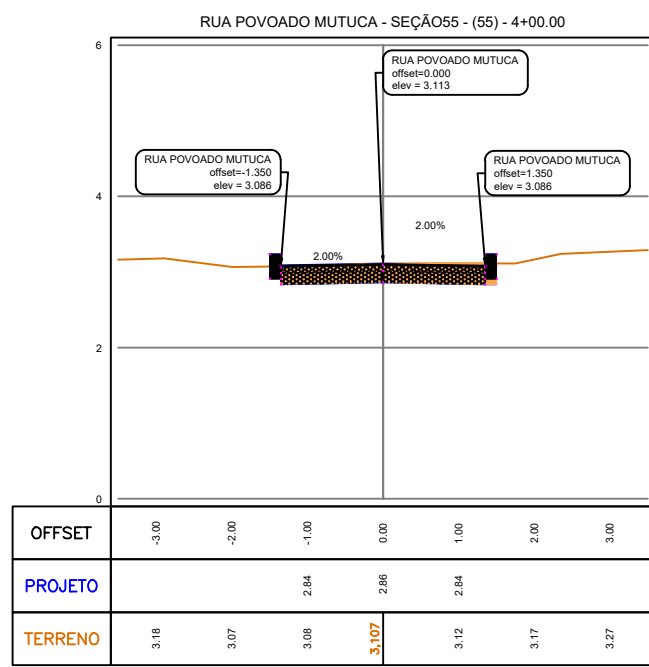 RUA POVOADO MUTUCA - SEÇÃO55 - (55) - 4+00.00
6
RUA POVOADO MUTUCA
offset=0.000
elev = 3.113
RUA POVOADO MUTUCA
offset=-1.350
elev = 3.086
RUA POVOADO MUTUCA
offset=1.350
elev = 3.086
4
2.00%
2.00%
2
0
OFFSET -3.00 -2.00 -1.00 0.00 1.00 2.00 3.00
PROJETO 2.84 2.86 2.84
TERRENO 3.18 3.07 3.08 3,107 3.12 3.17 3.27